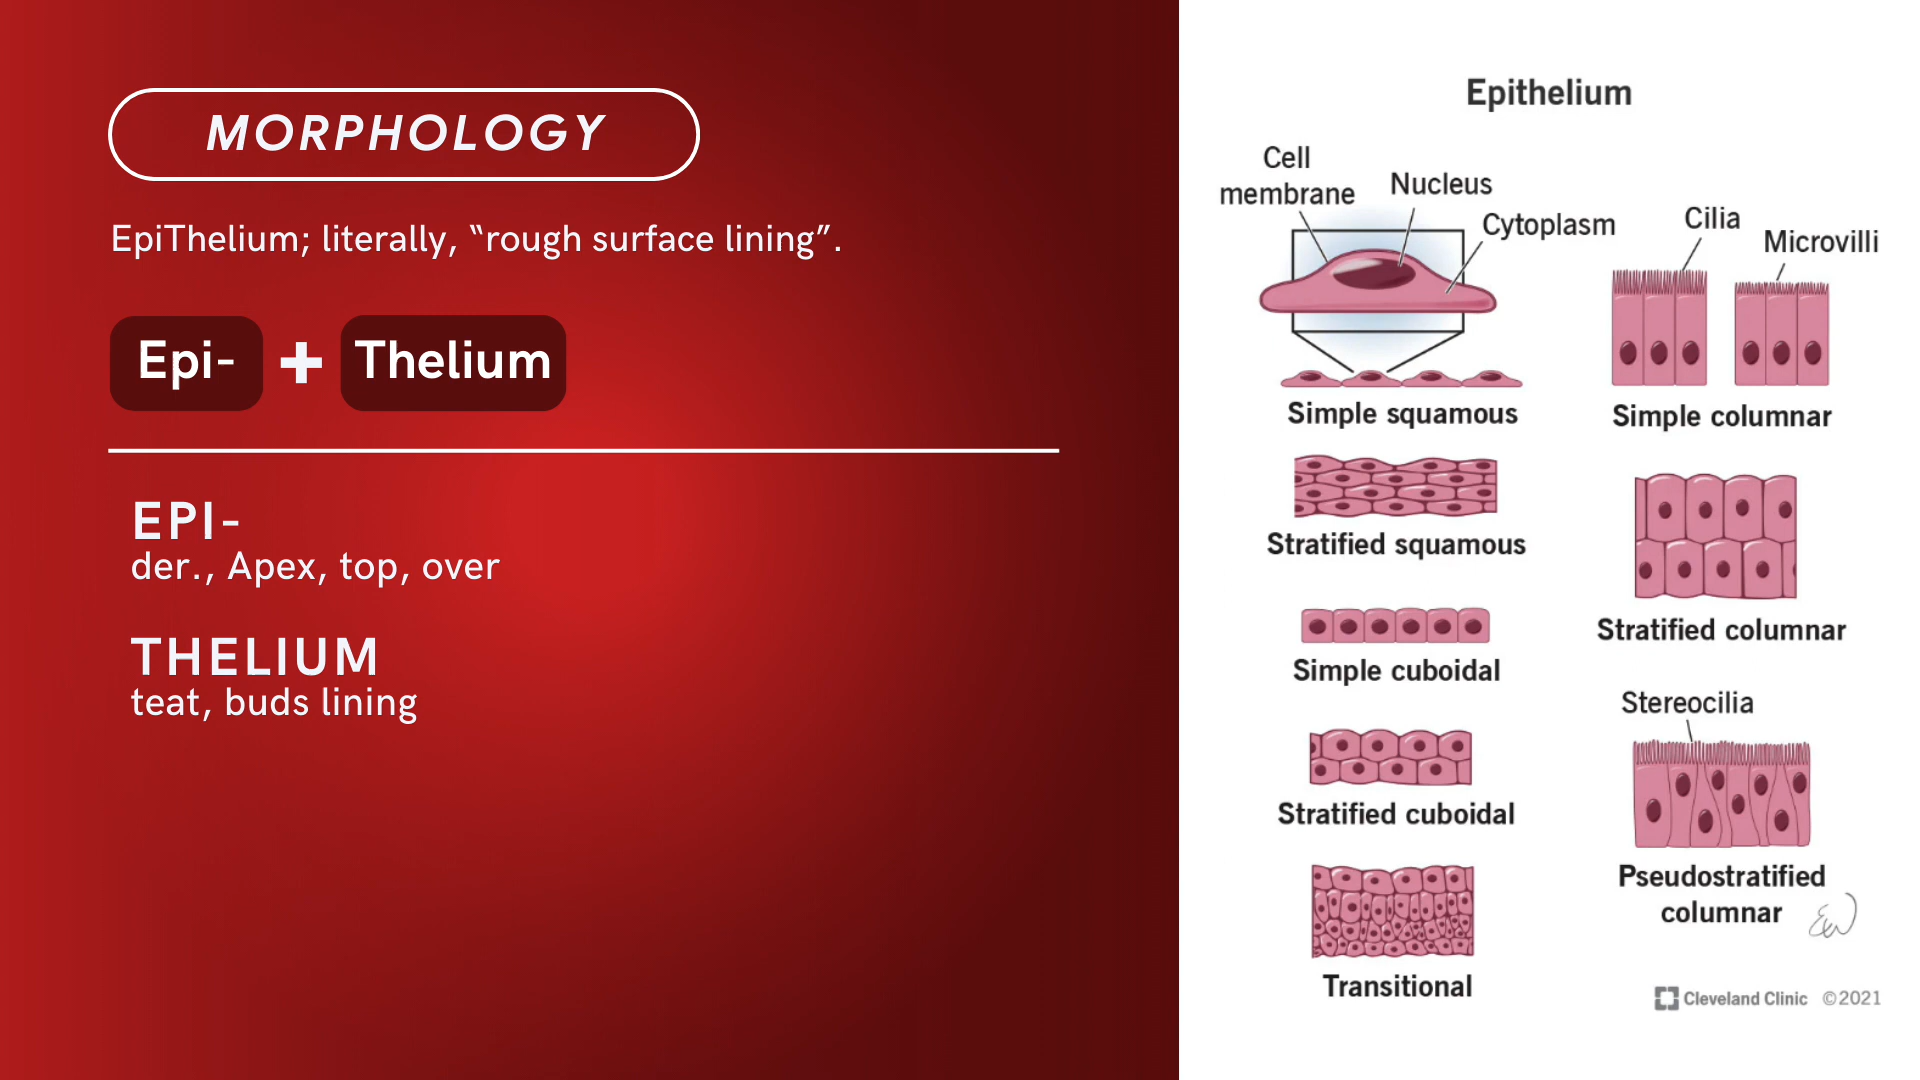 MORPHOLOGY
EpiThelium; literally, “rough surface lining”.
Epi- + Thelium
EPI-
der., Apex, top, over
THELIUM
teat, buds lining
Epithelium
Cell
membrane
Nucleus
Cytoplasm
Cilia
Microvilli
Simple squamous
Simple columnar
Stratified squamous
Stratified columnar
Simple cuboidal
Stereocilia
Stratified cuboidal
Pseudostratified
columnar
Transitional
Cleveland Clinic ©2021